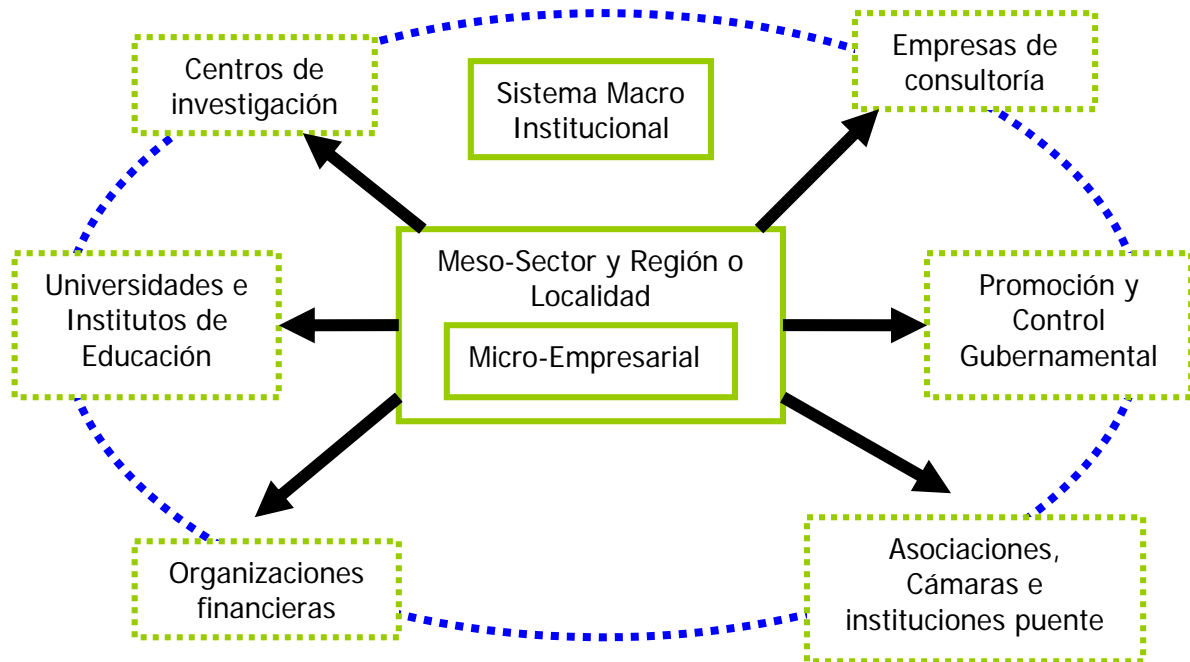 Centros de
investigación
Sistema Macro
Institucional
Empresas de
consultoría
Universidades e
Institutos de
Educación
Meso-Sector y Región o
Localidad
Micro-Empresarial
Promoción y
Control
Gubernamental
Organizaciones
financieras
Asociaciones,
Cámaras e
instituciones puente